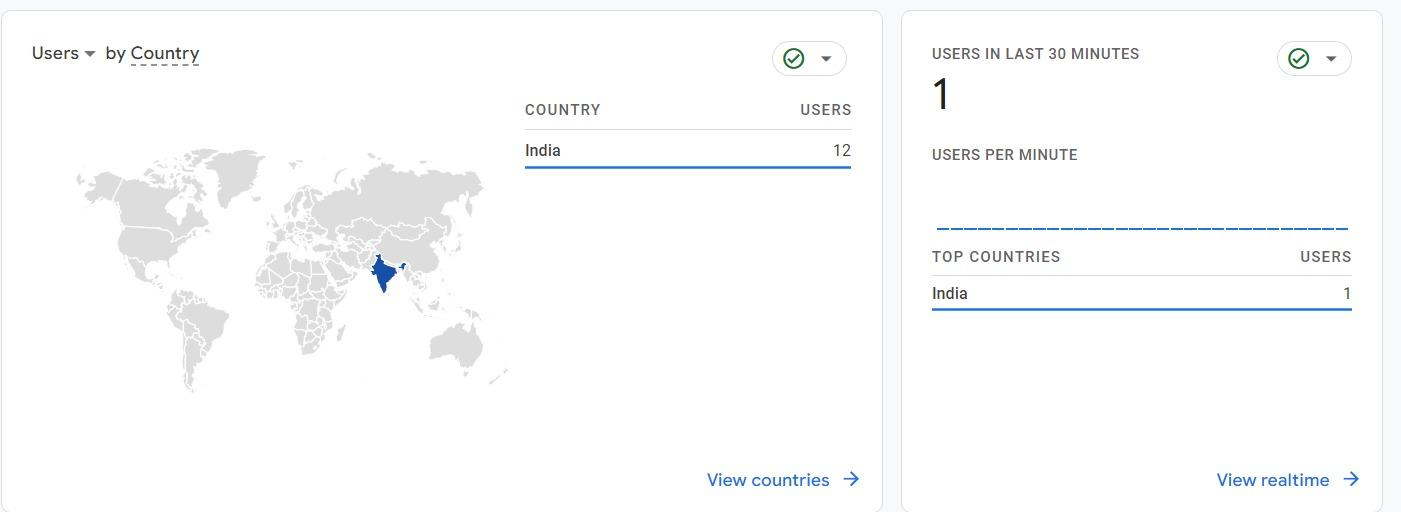 Users by Country
COUNTRY USERS
India 12
View countries
USERS IN LAST 30 MINUTES
1
USERS PER MINUTE
TOP COUNTRIES USERS
India 1
View realtime